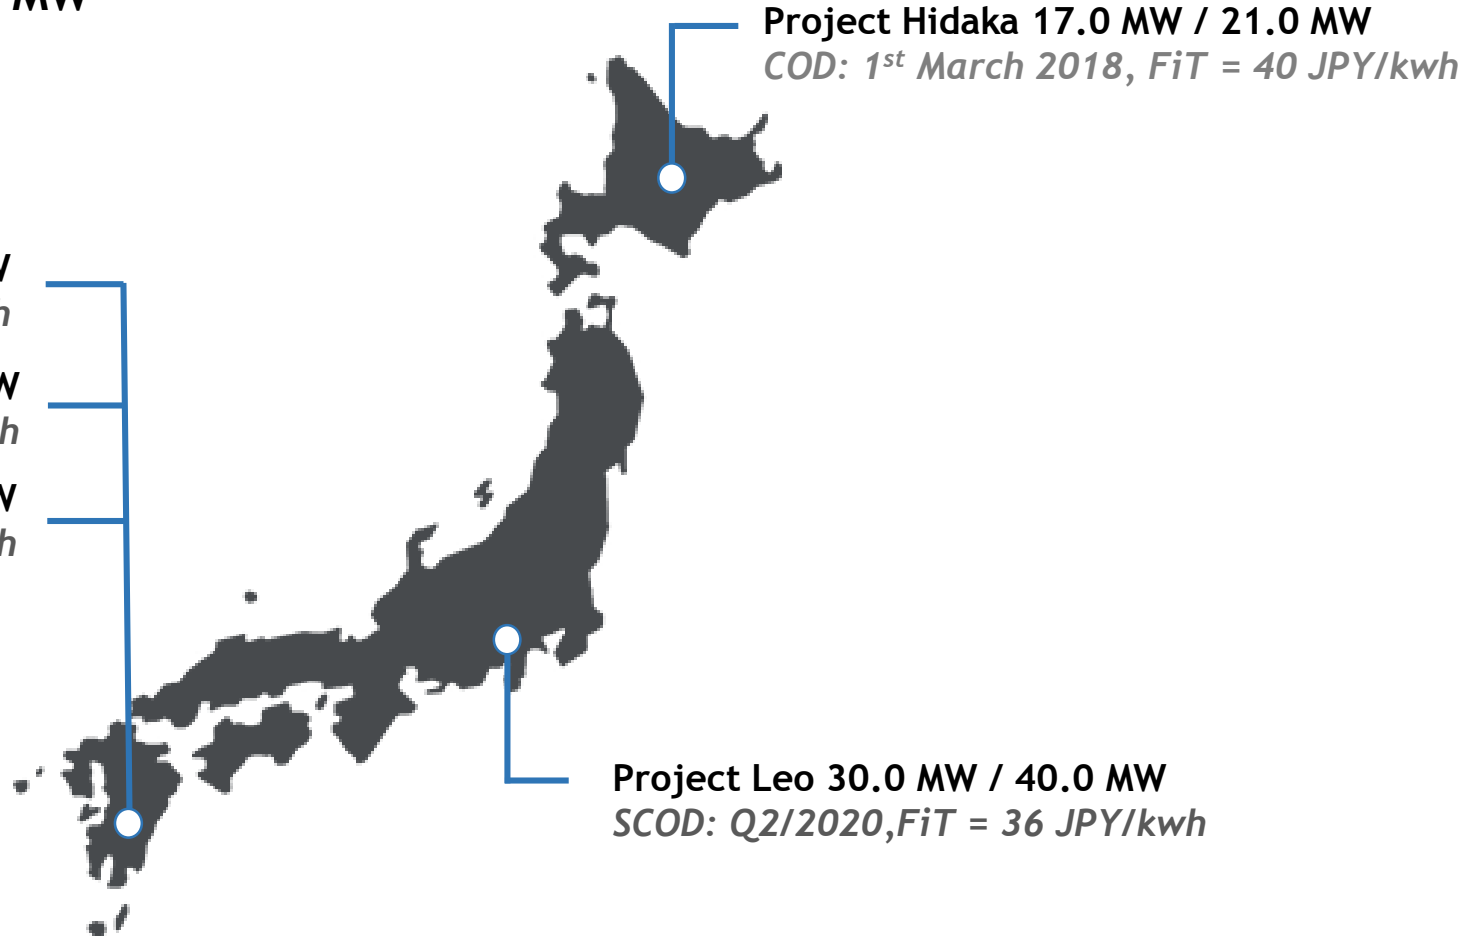 MW
Project Hidaka 17.0 MW / 21.0 MW
COD: 1st March 2018, FiT = 40 JPY/kwh
W
h
W
h
W
h
Project Leo 30.0 MW / 40.0 MW
SCOD: Q2/2020,FiT = 36 JPY/kwh